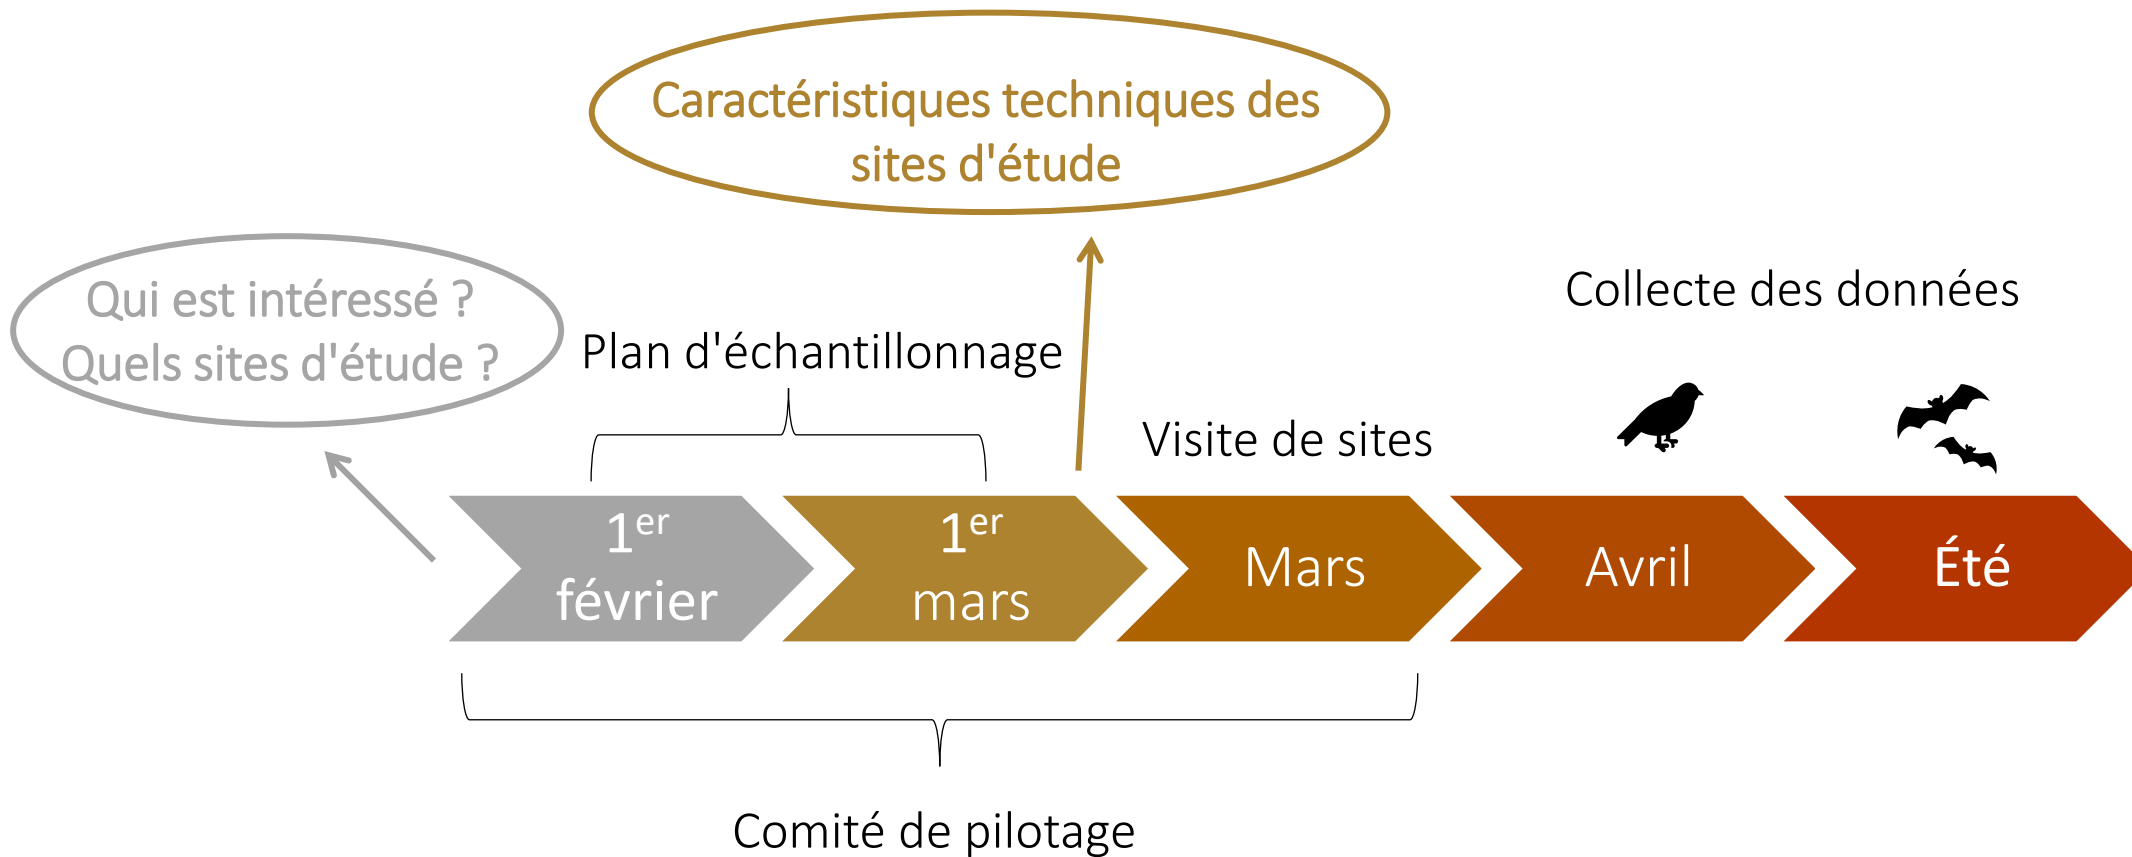 Caractéristiques techniques des
sites d'étude
Qui est intéressé ?
Quels sites d'étude ?
Plan d'échantillonnage
Collecte des données
Visite de sites
1er
février
1er
mars
Mars
Avril
Été
Comité de pilotage